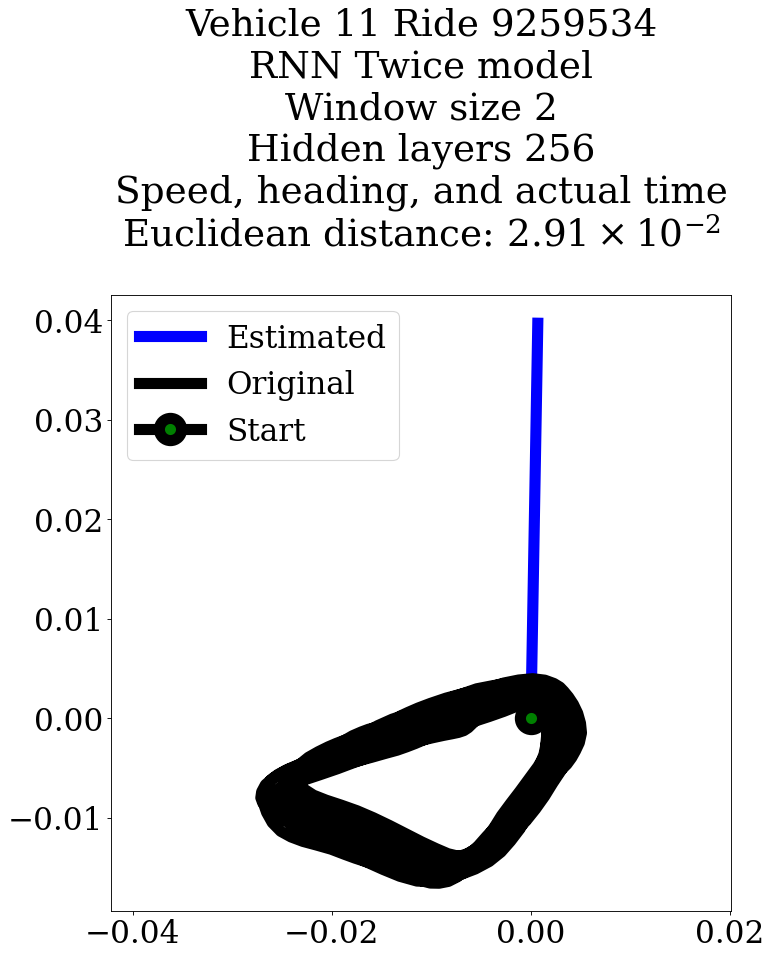 Vehicle 11 Ride 9259534
RNN Twice model
Window size 2
Hidden layers 256
Speed, heading, and actual time
Euclidean distance: 2.91 × 10⁻²
Estimated
Original
Start
0.04
0.03
0.02
0.01
0.00
−0.01
−0.04
−0.02
0.00
0.02